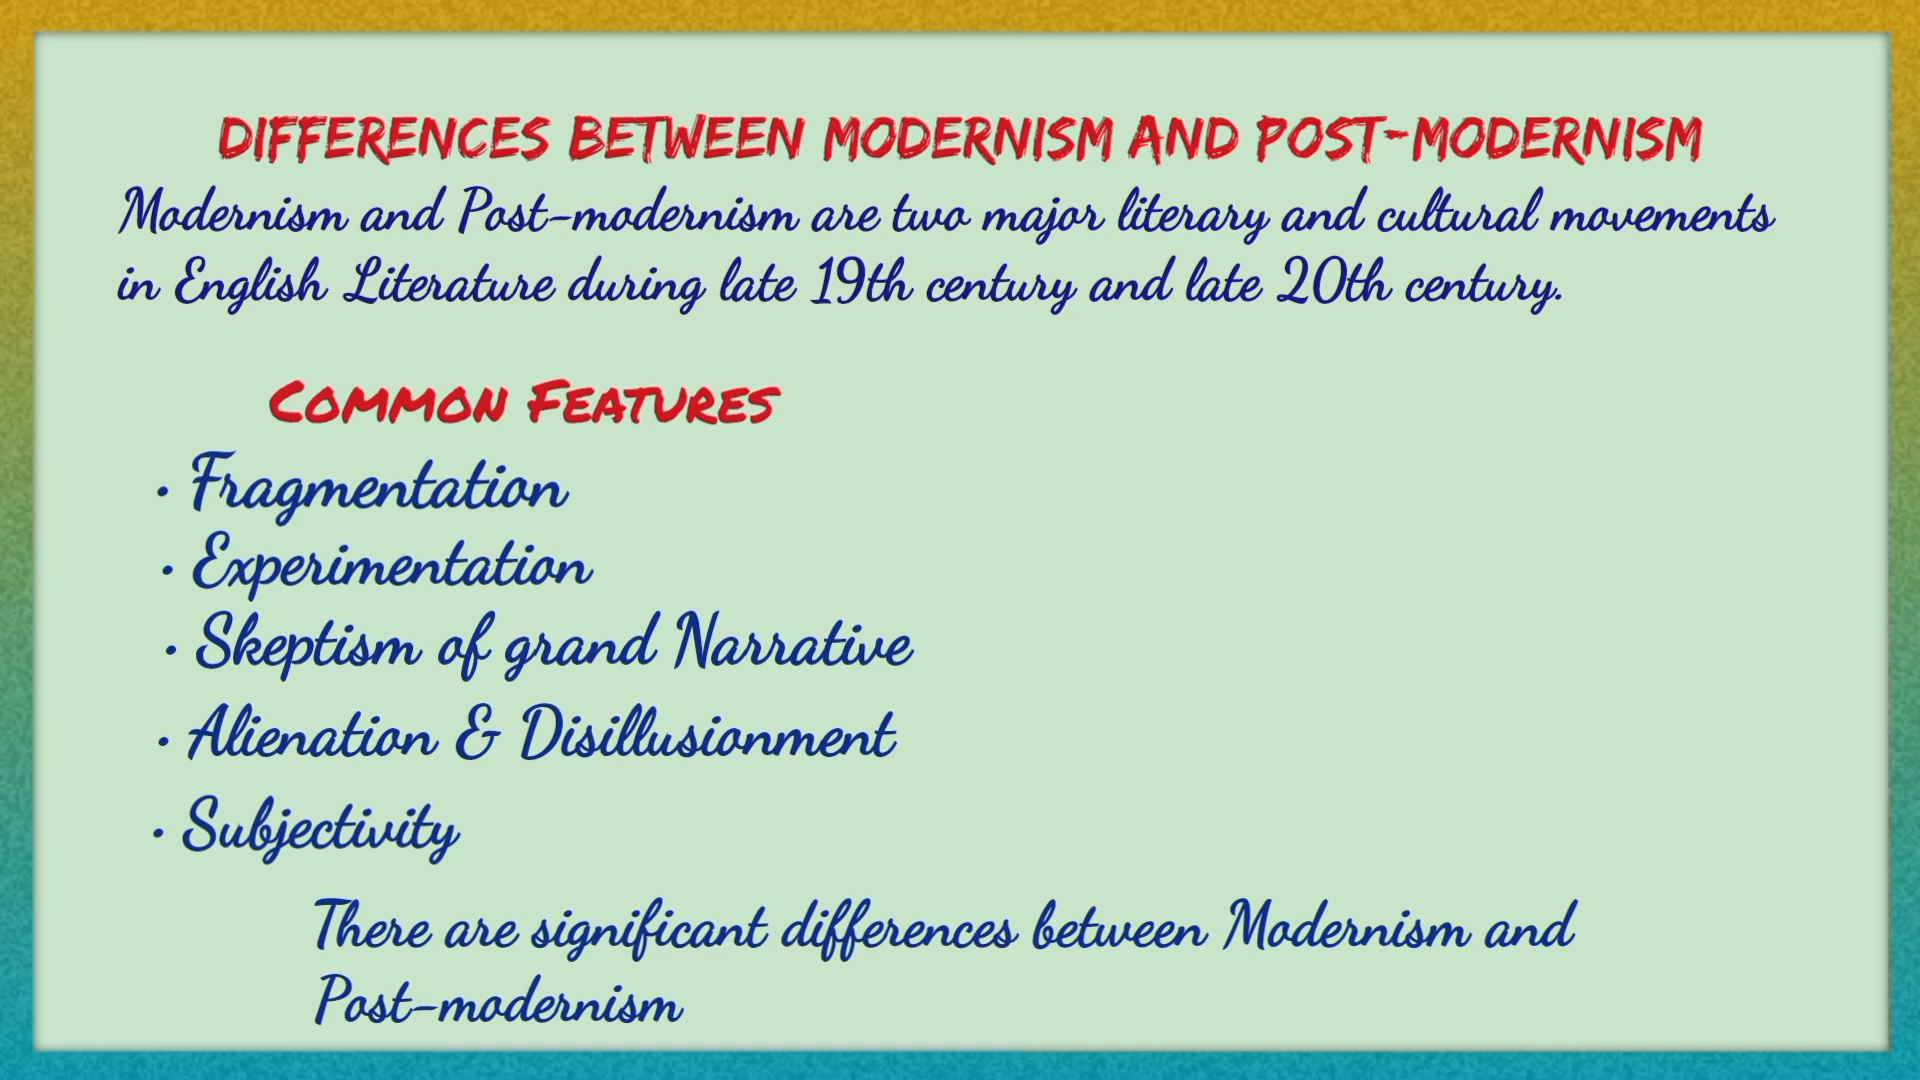 DIFFERENCES BETWEEN MODERNISM AND POST-MODERNISM
Modernism and Post-modernism are two major literary and cultural movements
in English Literature during late 19th century and late 20th century.
COMMON FEATURES
• Fragmentation
• Experimentation
• Skeptism of grand Narrative
• Alienation & Disillusionment
• Subjectivity
There are significant differences between Modernism and
Post-modernism